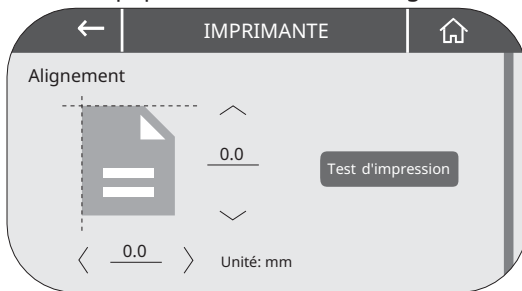 IMPRIMANTE
Alignement
0.0
Test d'impression
0.0
Unité: mm